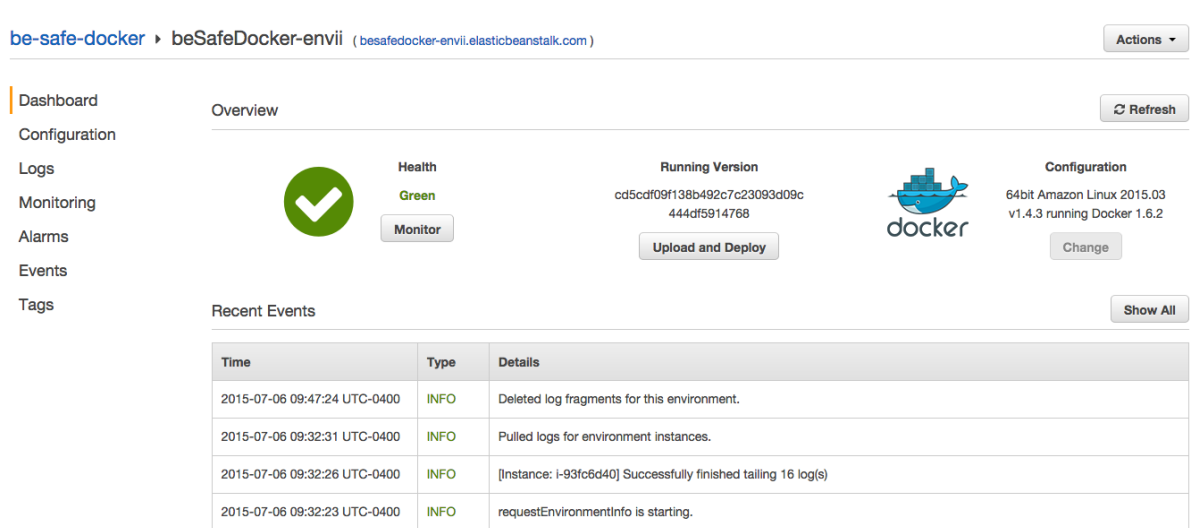 be-safe-docker ▸ beSafeDocker-envii ( besafedocker-envii.elasticbeanstalk.com )
Actions
Dashboard
Configuration
Logs
Monitoring
Alarms
Events
Tags
Overview
Refresh
Health
Green
Monitor
Running Version
cd5cdf09f138b492c7c23093d09c
444df5914768
Upload and Deploy
docker
Configuration
64bit Amazon Linux 2015.03
v1.4.3 running Docker 1.6.2
Change
Recent Events
Show All
Time Type Details
2015-07-06 09:47:24 UTC-0400 INFO Deleted log fragments for this environment.
2015-07-06 09:32:31 UTC-0400 INFO Pulled logs for environment instances.
2015-07-06 09:32:26 UTC-0400 INFO [Instance: i-93fc6d40] Successfully finished tailing 16 log(s)
2015-07-06 09:32:23 UTC-0400 INFO requestEnvironmentInfo is starting.